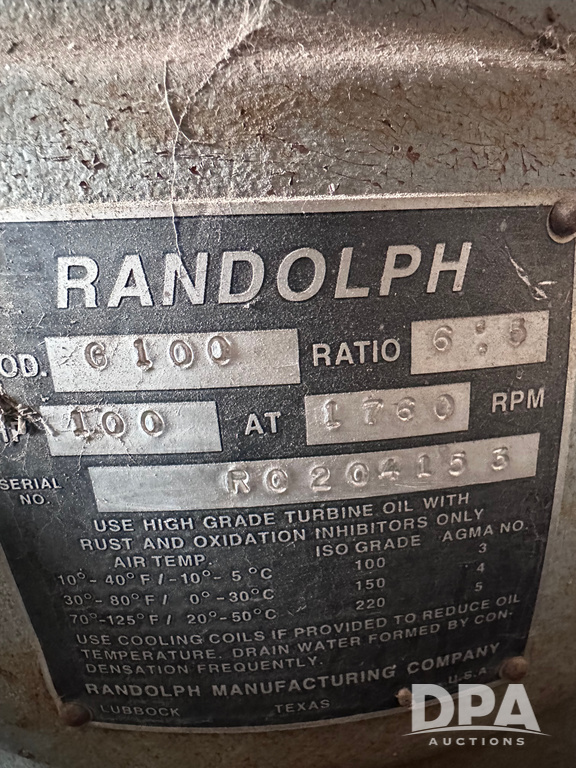 RANDOLPH
OD. G 100 RATIO 6:5
100 AT 1760 RPM
SERIAL NO. RC204153
USE HIGH GRADE TURBINE OIL WITH
RUST AND OXIDATION INHIBITORS ONLY
AIR TEMP. ISO GRADE AGMA NO.
10°-40°F/-10°-5°C 100 3
30°-80°F/ 0°-30°C 150 4
70°-125°F/ 20°-50°C 220 5
USE COOLING COILS IF PROVIDED TO REDUCE OIL
TEMPERATURE. DRAIN WATER FORMED BY CON-
DENSATION FREQUENTLY.
RANDOLPH MANUFACTURING COMPANY
LUBBOCK TEXAS U.S.A.
DPA
AUCTIONS